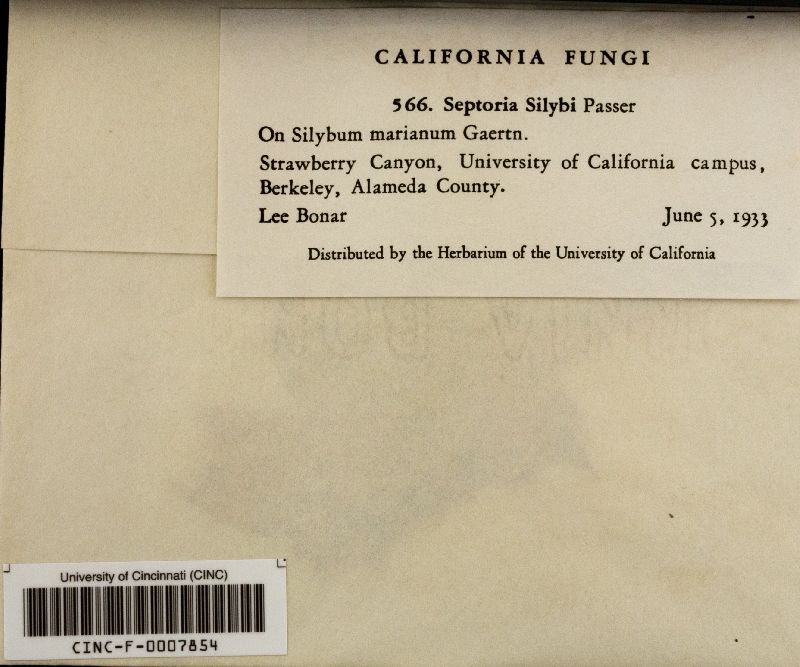 CALIFORNIA FUNGI
566. Septoria Silybi Passer
On Silybum marianum Gaertn.
Strawberry Canyon, University of California campus,
Berkeley, Alameda County.
Lee Bonar June 5, 1933
Distributed by the Herbarium of the University of California
University of Cincinnati (CINC)
CINC-F-0007854